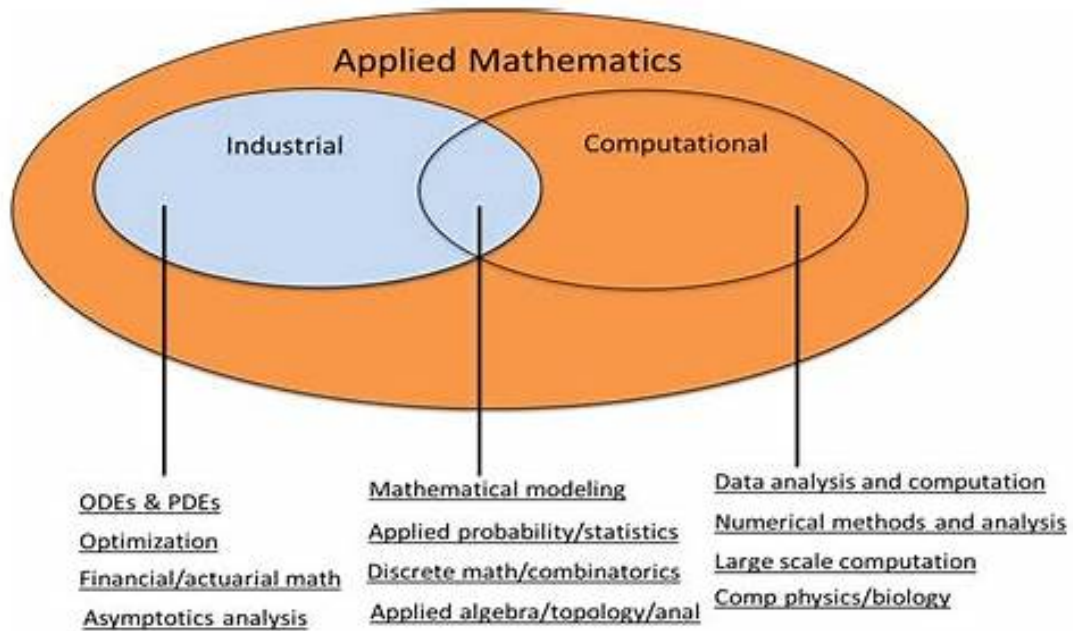 Applied Mathematics
Industrial
Computational
ODEs & PDEs
Optimization
Financial/actuarial math
Asymptotics analysis
Mathematical modeling
Applied probability/statistics
Discrete math/combinatorics
Applied algebra/topology/anal
Data analysis and computation
Numerical methods and analysis
Large scale computation
Comp physics/biology